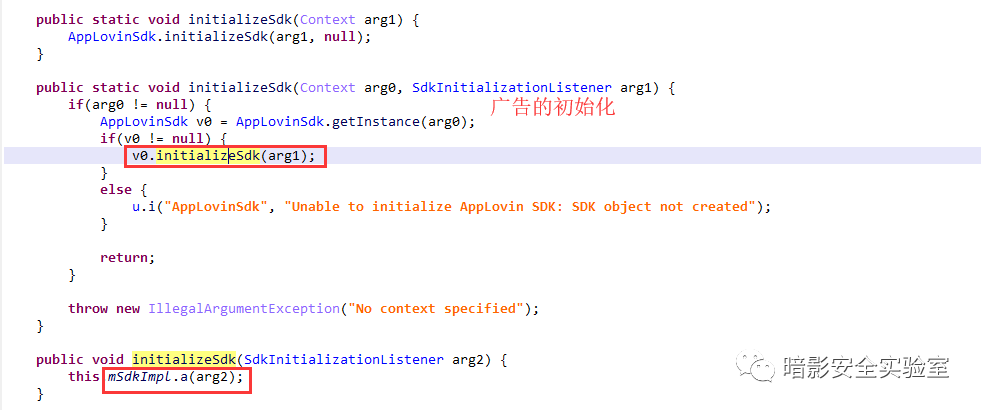 public static void initializeSdk(Context arg1) {
AppLovinSdk.initializeSdk(arg1, null);
}
public static void initializeSdk(Context arg0, SdkInitializationListener arg1) {
if(arg0 != null) { 广告的初始化
AppLovinSdk v0 = AppLovinSdk.getInstance(arg0);
if(v0 != null) {
v0.initializeSdk(arg1);
}
else {
u.i("AppLovinSdk", "Unable to initialize AppLovin SDK: SDK object not created");
}
return;
}
throw new IllegalArgumentException("No context specified");
}
public void initializeSdk(SdkInitializationListener arg2) {
this.mSdkImpl.a(arg2);
}
暗影安全实验室